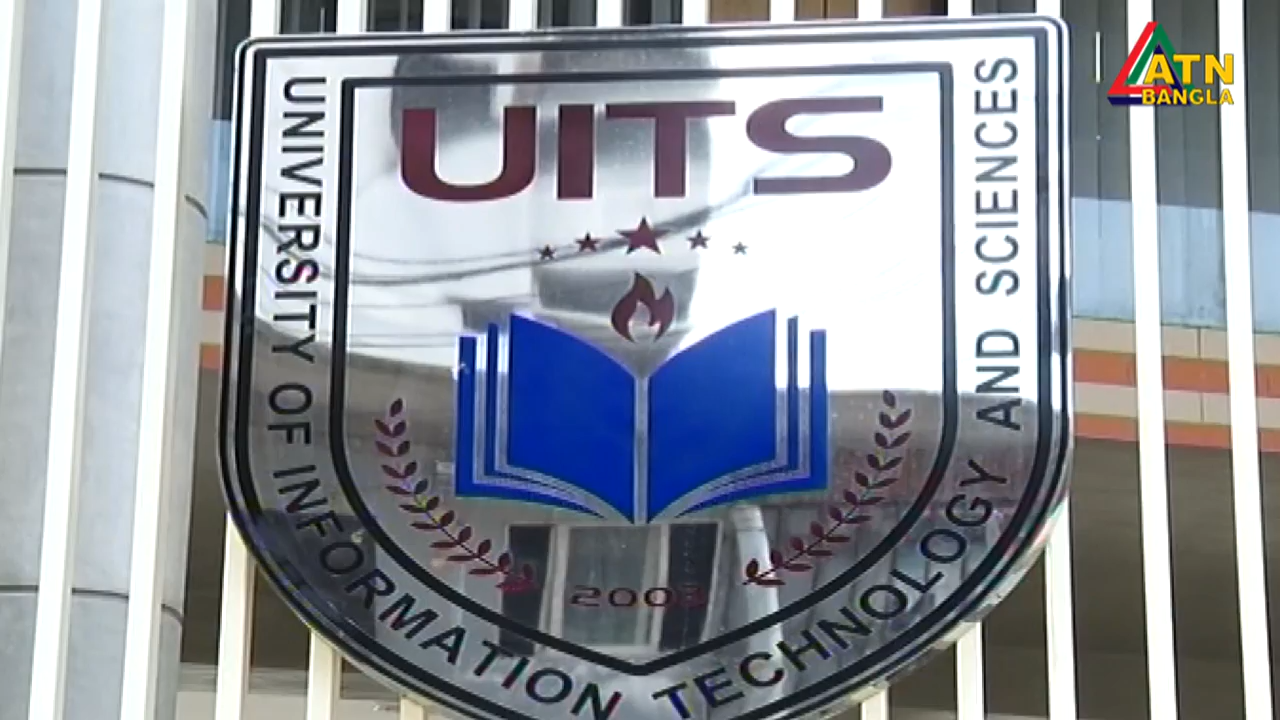 ATN
BANGLA
UITS
UNIVERSITY OF INFORMATION TECHNOLOGY AND SCIENCES
2003